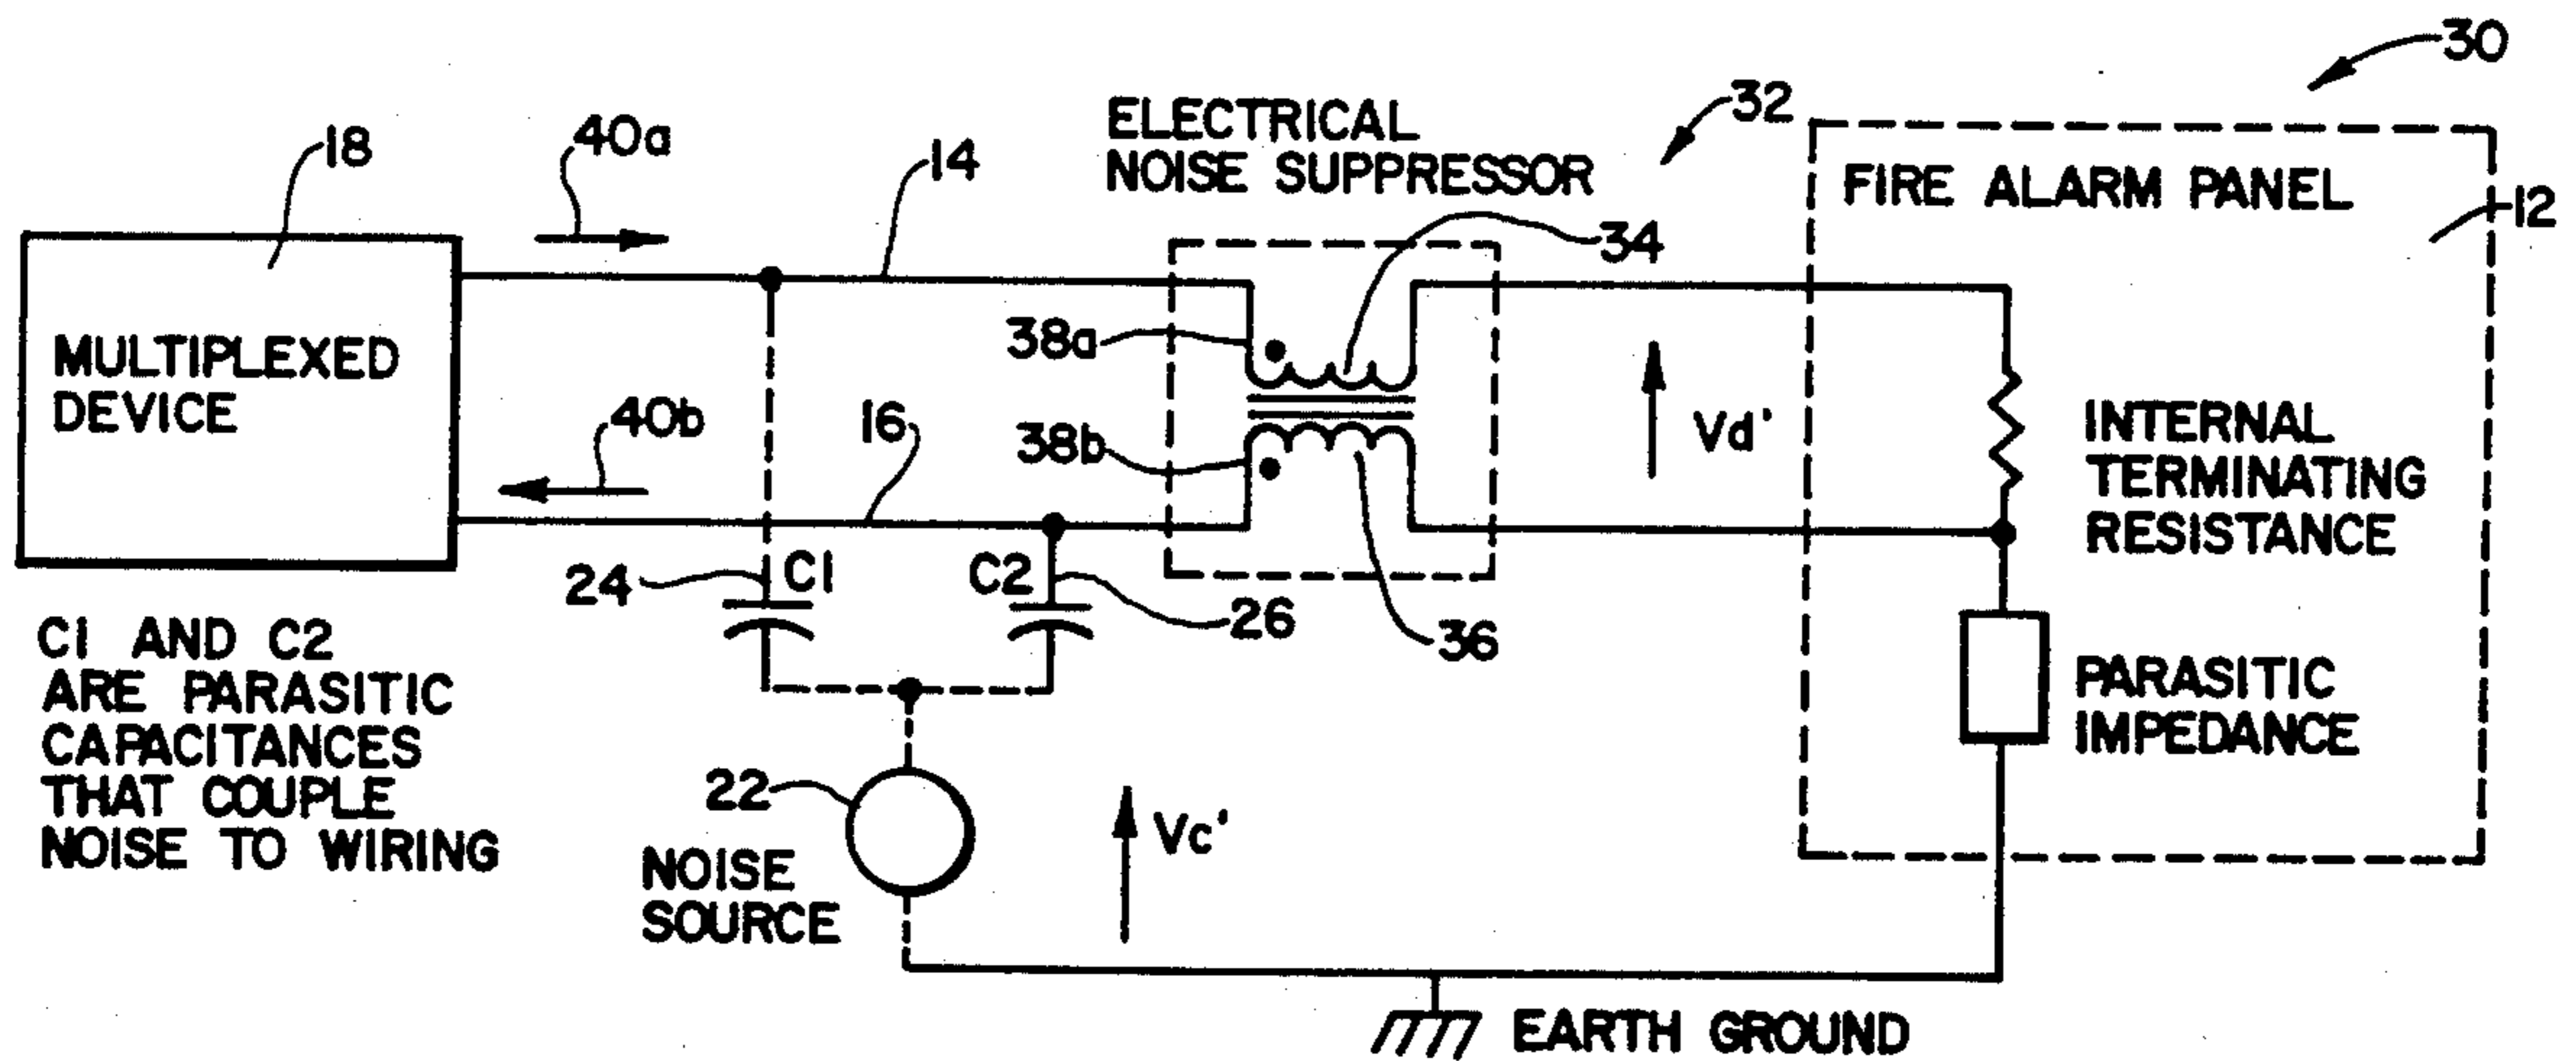 30
32
ELECTRICAL
NOISE SUPPRESSOR
18
40a
14
FIRE ALARM PANEL
12
34
38a
MULTIPLEXED
DEVICE
40b
16
38b
Vd'
INTERNAL
TERMINATING
RESISTANCE
24
C1
C2
26
36
C1 AND C2
ARE PARASITIC
CAPACITANCES
THAT COUPLE
NOISE TO WIRING
PARASITIC
IMPEDANCE
22
Vc'
NOISE
SOURCE
EARTH GROUND